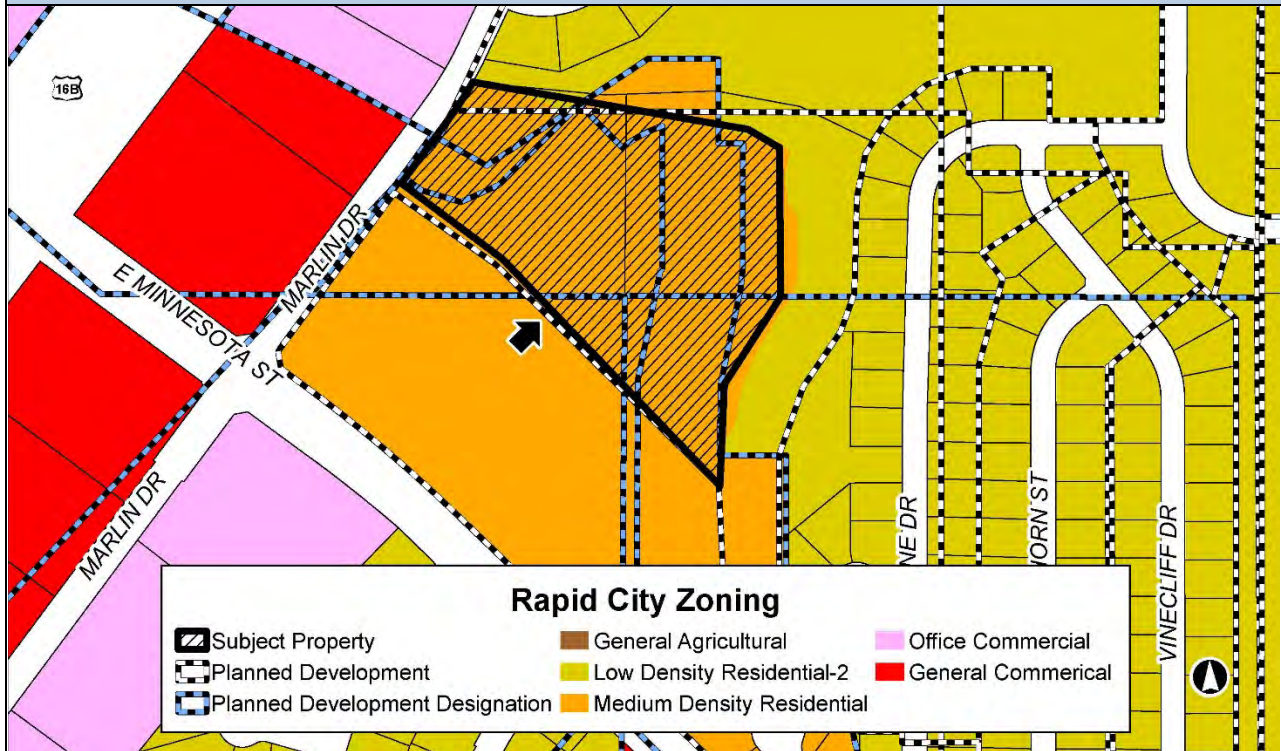 16B
MARLIN DR
E MINNESOTA ST
MARLIN DR
NE DR
HORN ST
VINECLIFF DR
Rapid City Zoning
Subject Property
Planned Development
Planned Development Designation
General Agricultural
Low Density Residential-2
Medium Density Residential
Office Commercial
General Commerical